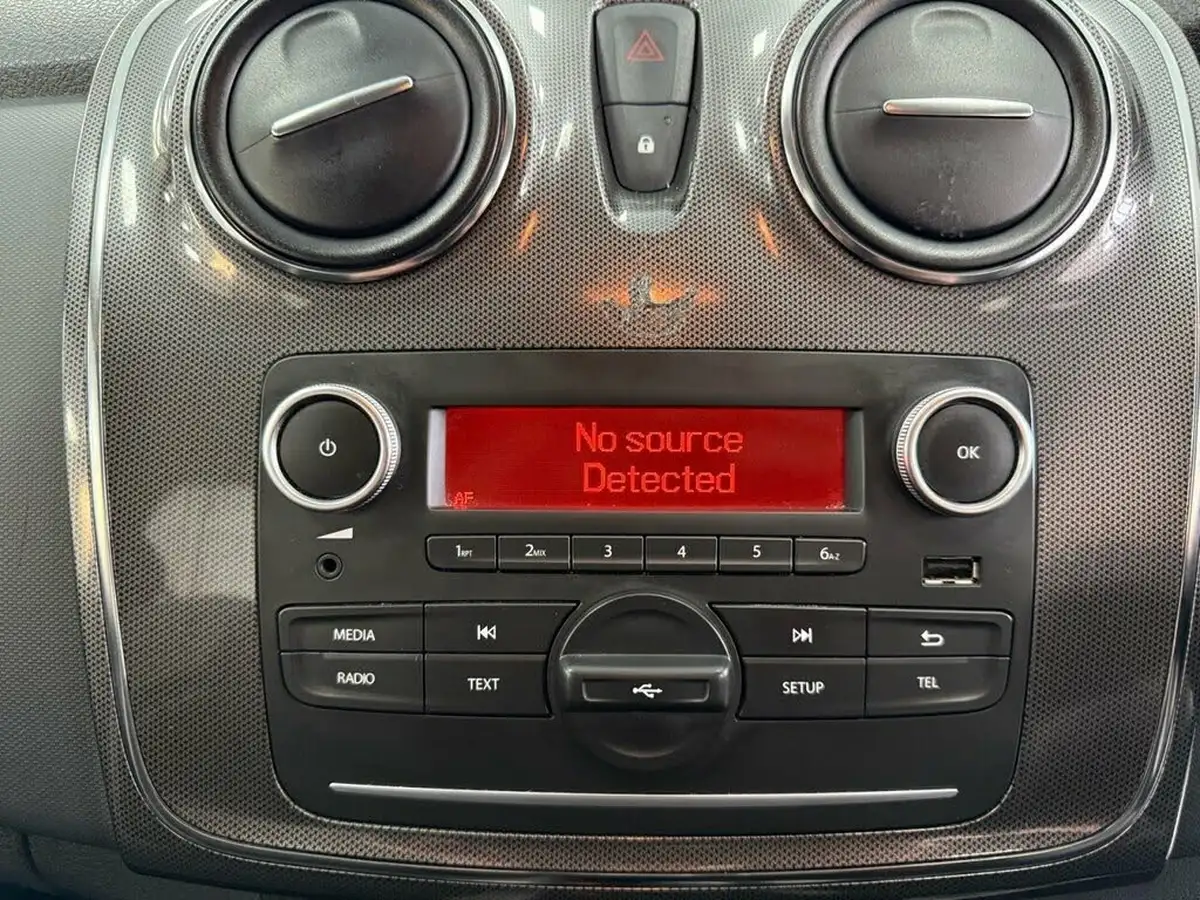 No source
Detected
AF
OK
1RPT 2MIX 3 4 5 6A-Z
MEDIA
RADIO TEXT SETUP TEL